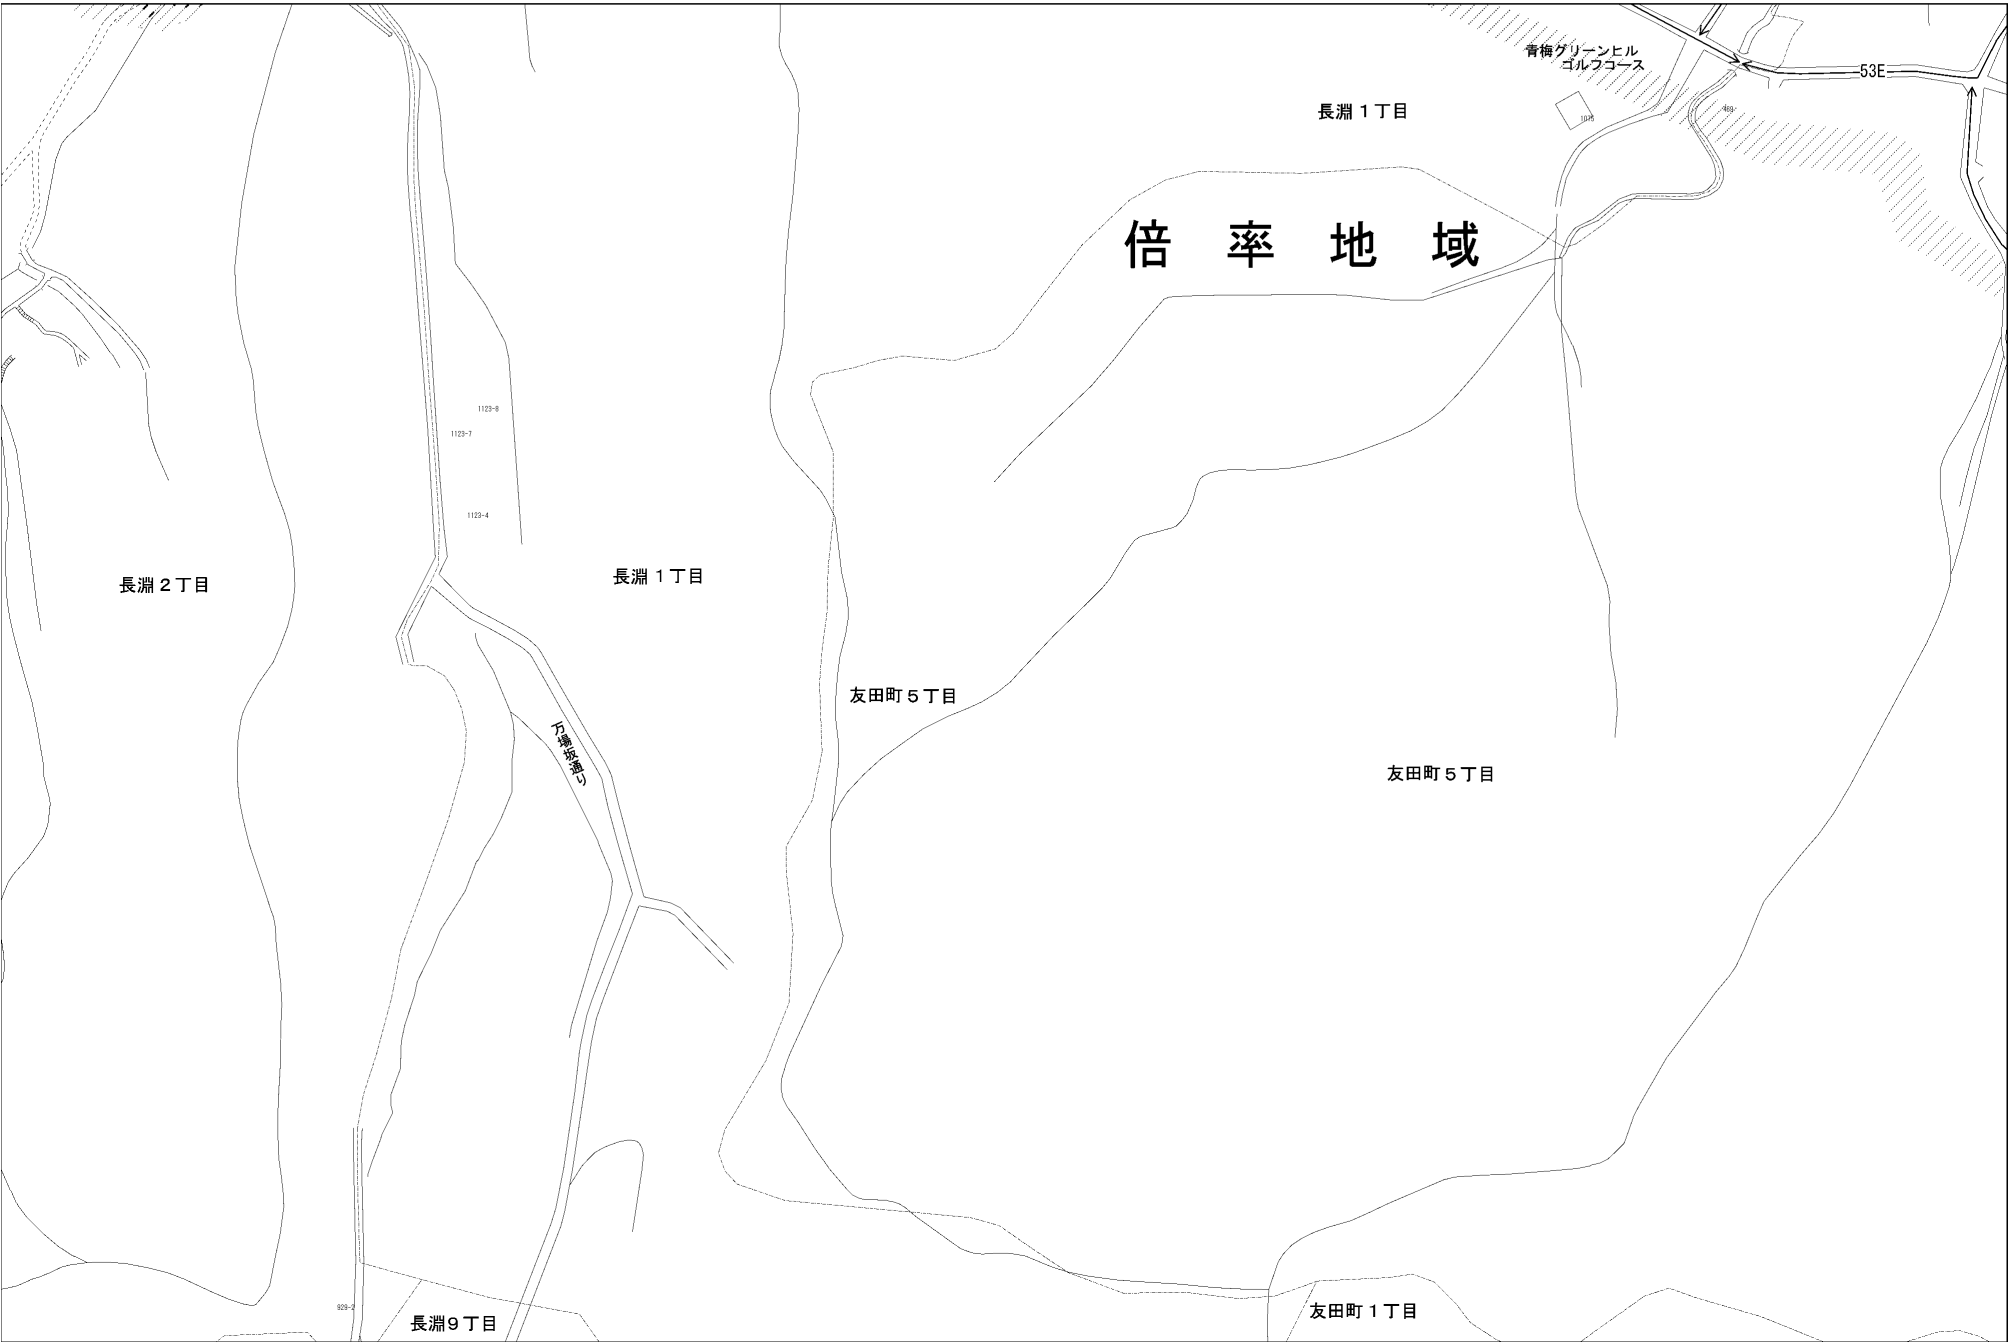 青梅グリーンヒル
ゴルフコース
53E
長淵１丁目
1075
469
倍率地域
1123-8
1123-7
1123-4
長淵２丁目
長淵１丁目
友田町５丁目
万場坂通り
友田町５丁目
929-2
長淵９丁目
友田町１丁目